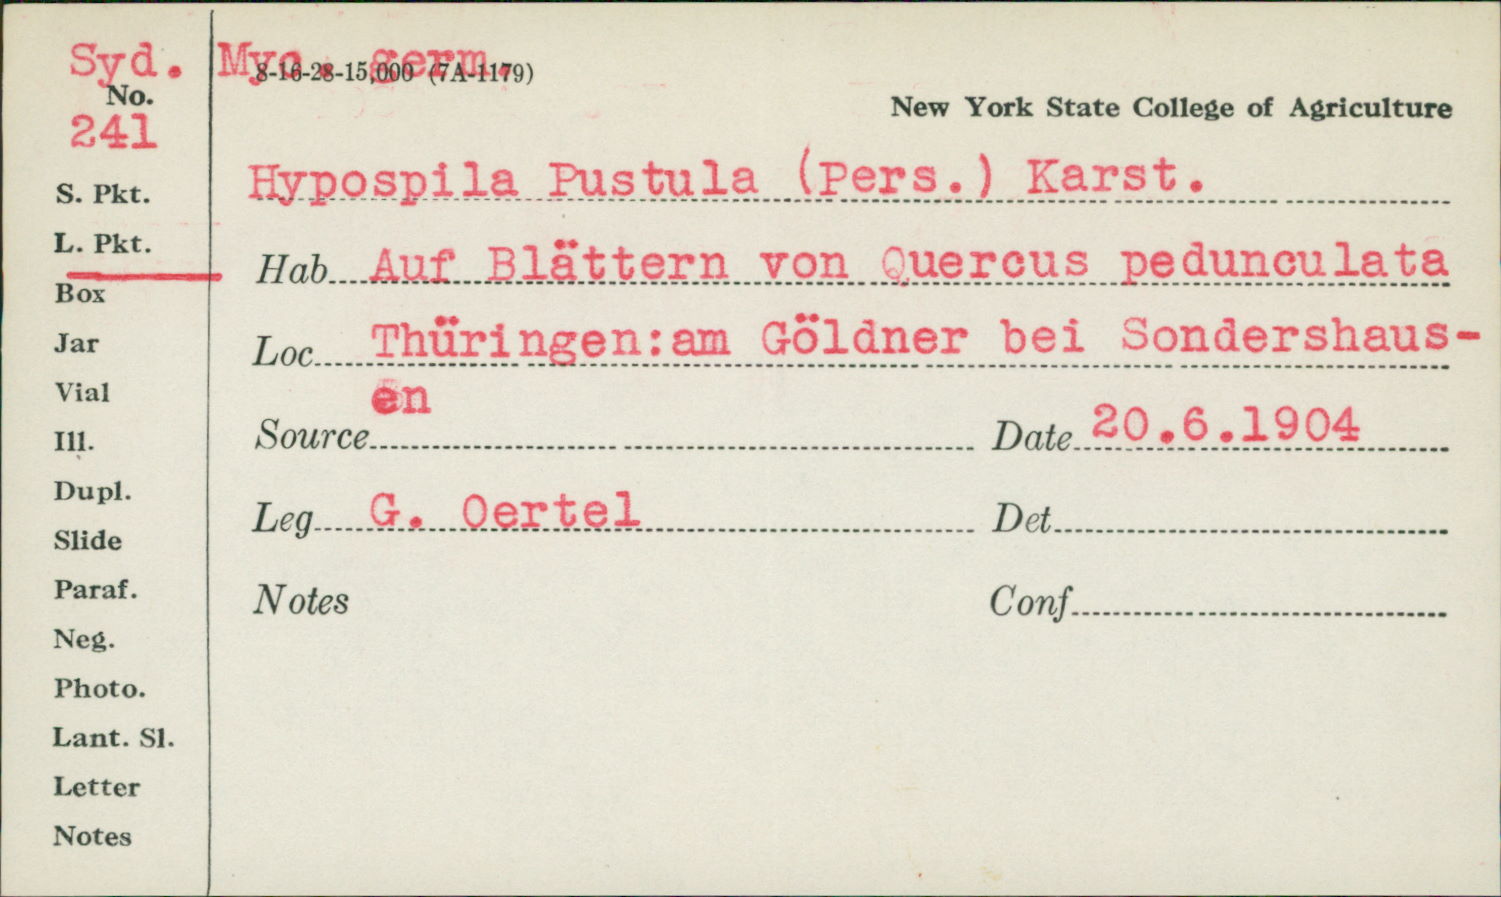 Syd. Myc. germ.
8-16-28-15,000 (7A-1179)
No.
241
New York State College of Agriculture
Hypospila Pustula (Pers.) Karst.
S. Pkt.
L. Pkt.
Hab. Auf Blättern von Quercus pedunculata
Box
Jar
Loc. Thüringen:am Göldner bei Sondershaus-
en
Vial
Ill.
Source
Date 20.6.1904
Dupl.
Slide
Leg. G. Oertel
Det.
Paraf.
Notes
Conf.
Neg.
Photo.
Lant. Sl.
Letter
Notes